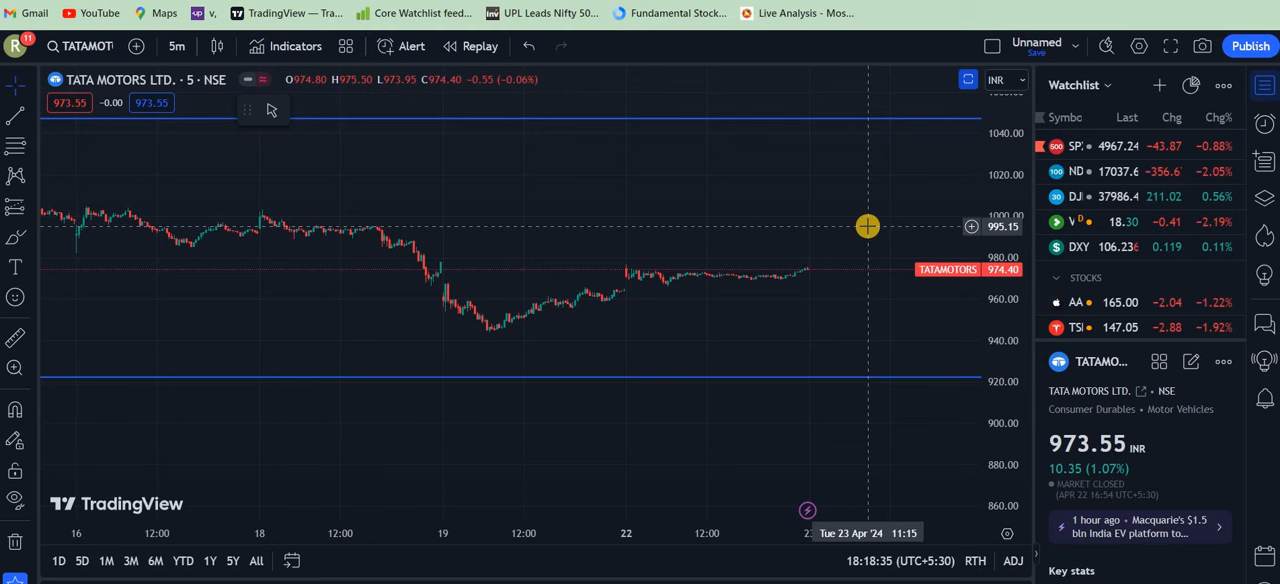 Gmail YouTube Maps v, TradingView — Tra... Core Watchlist feed... UPL Leads Nifty 50... Fundamental Stock... Live Analysis - Mos...
R 11 TATAMOT 5m Indicators Alert Replay Unnamed Save Publish
TATA MOTORS LTD. · 5 · NSE O974.80 H975.50 L973.95 C974.40 −0.55 (−0.06%) INR
973.55 -0.00 973.55
1040.00
1020.00
1000.00
995.15
980.00
TATAMOTORS 974.40
960.00
940.00
920.00
900.00
880.00
860.00
TradingView
16 12:00 18 12:00 19 12:00 22 12:00 Tue 23 Apr '24 11:15
1D 5D 1M 3M 6M YTD 1Y 5Y All 18:18:35 (UTC+5:30) RTH ADJ
Watchlist
Symbo Last Chg Chg%
500 SP 4967.24 −43.87 −0.88%
100 ND 17037.6 −356.6 −2.05%
30 DJ 37986.4 211.02 0.56%
V D 18.30 −0.41 −2.19%
DXY 106.236 0.119 0.11%
STOCKS
AA 165.00 −2.04 −1.22%
TS 147.05 −2.88 −1.92%
TATAMO...
TATA MOTORS LTD. • NSE
Consumer Durables • Motor Vehicles
973.55 INR
10.35 (1.07%)
MARKET CLOSED
(APR 22 16:54 UTC+5:30)
1 hour ago • Macquarie's $1.5
bln India EV platform to...
Key stats